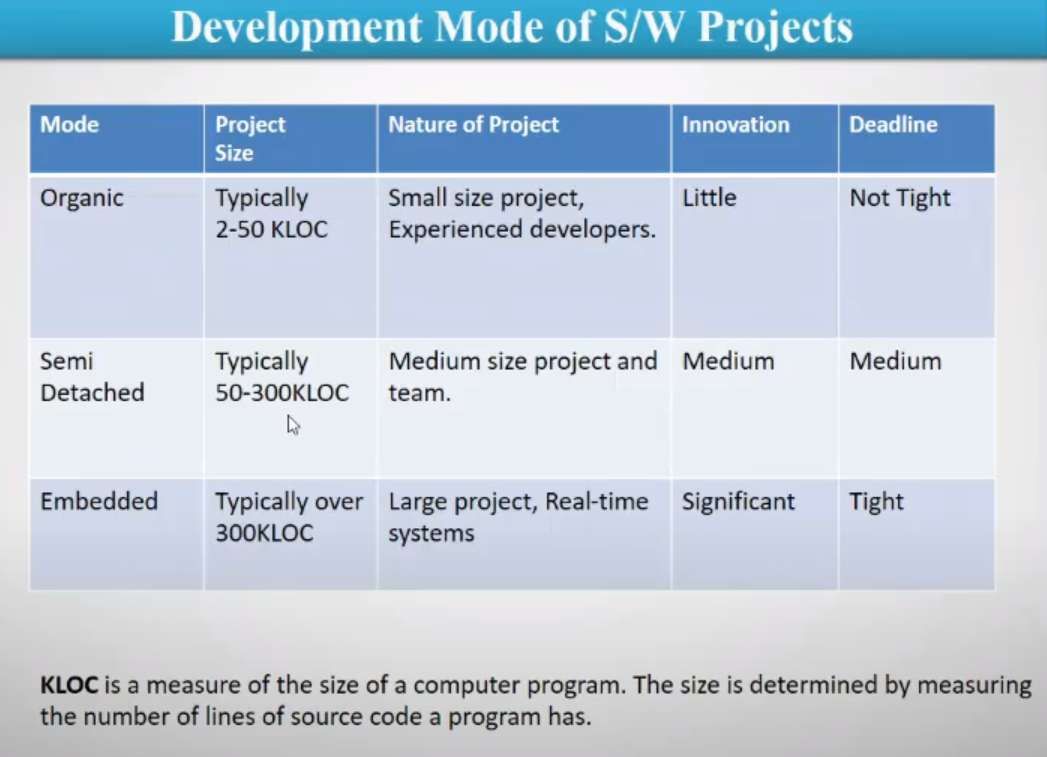 Development Mode of S/W Projects
Mode
Project
Size
Nature of Project
Innovation
Deadline
Organic
Typically
2-50 KLOC
Small size project,
Experienced developers.
Little
Not Tight
Semi
Detached
Typically
50-300KLOC
Medium size project and
team.
Medium
Medium
Embedded
Typically over
300KLOC
Large project, Real-time
systems
Significant
Tight
KLOC is a measure of the size of a computer program. The size is determined by measuring
the number of lines of source code a program has.